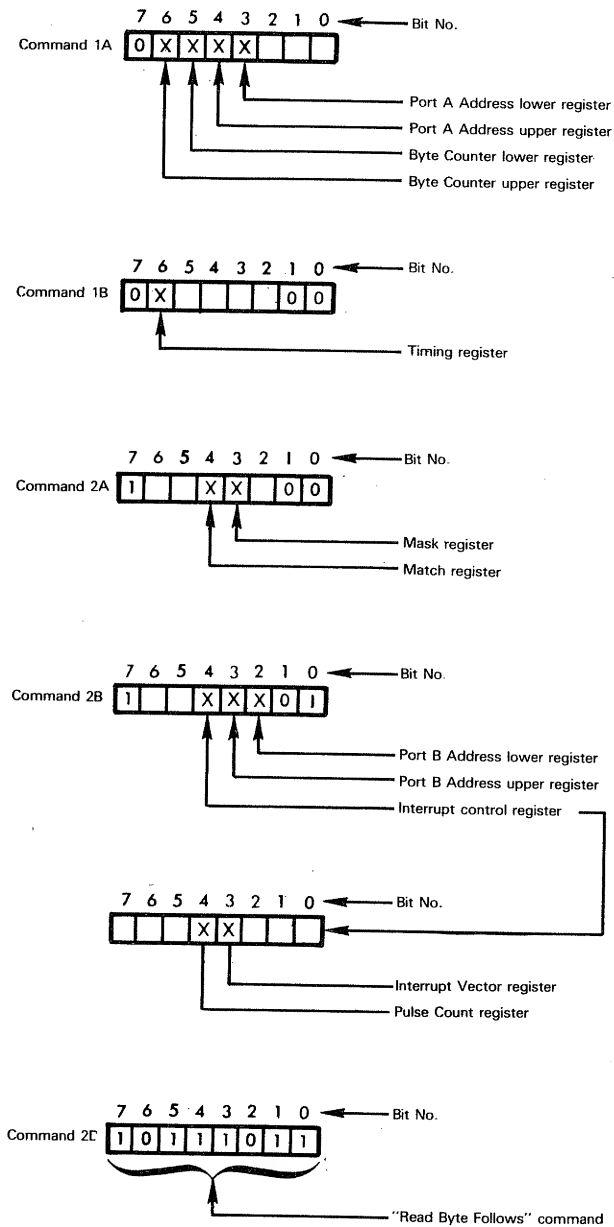 7 6 5 4 3 2 1 0 Bit No.
Command 1A 0 X X X X
Port A Address lower register
Port A Address upper register
Byte Counter lower register
Byte Counter upper register
7 6 5 4 3 2 1 0 Bit No.
Command 1B 0 X 0 0
Timing register
7 6 5 4 3 2 1 0 Bit No.
Command 2A 1 X X 0 0
Mask register
Match register
7 6 5 4 3 2 1 0 Bit No.
Command 2B 1 X X X 0 1
Port B Address lower register
Port B Address upper register
Interrupt control register
7 6 5 4 3 2 1 0 Bit No.
X X
Interrupt Vector register
Pulse Count register
7 6 5 4 3 2 1 0 Bit No.
Command 2D 1 0 1 1 1 0 1 1
"Read Byte Follows" command